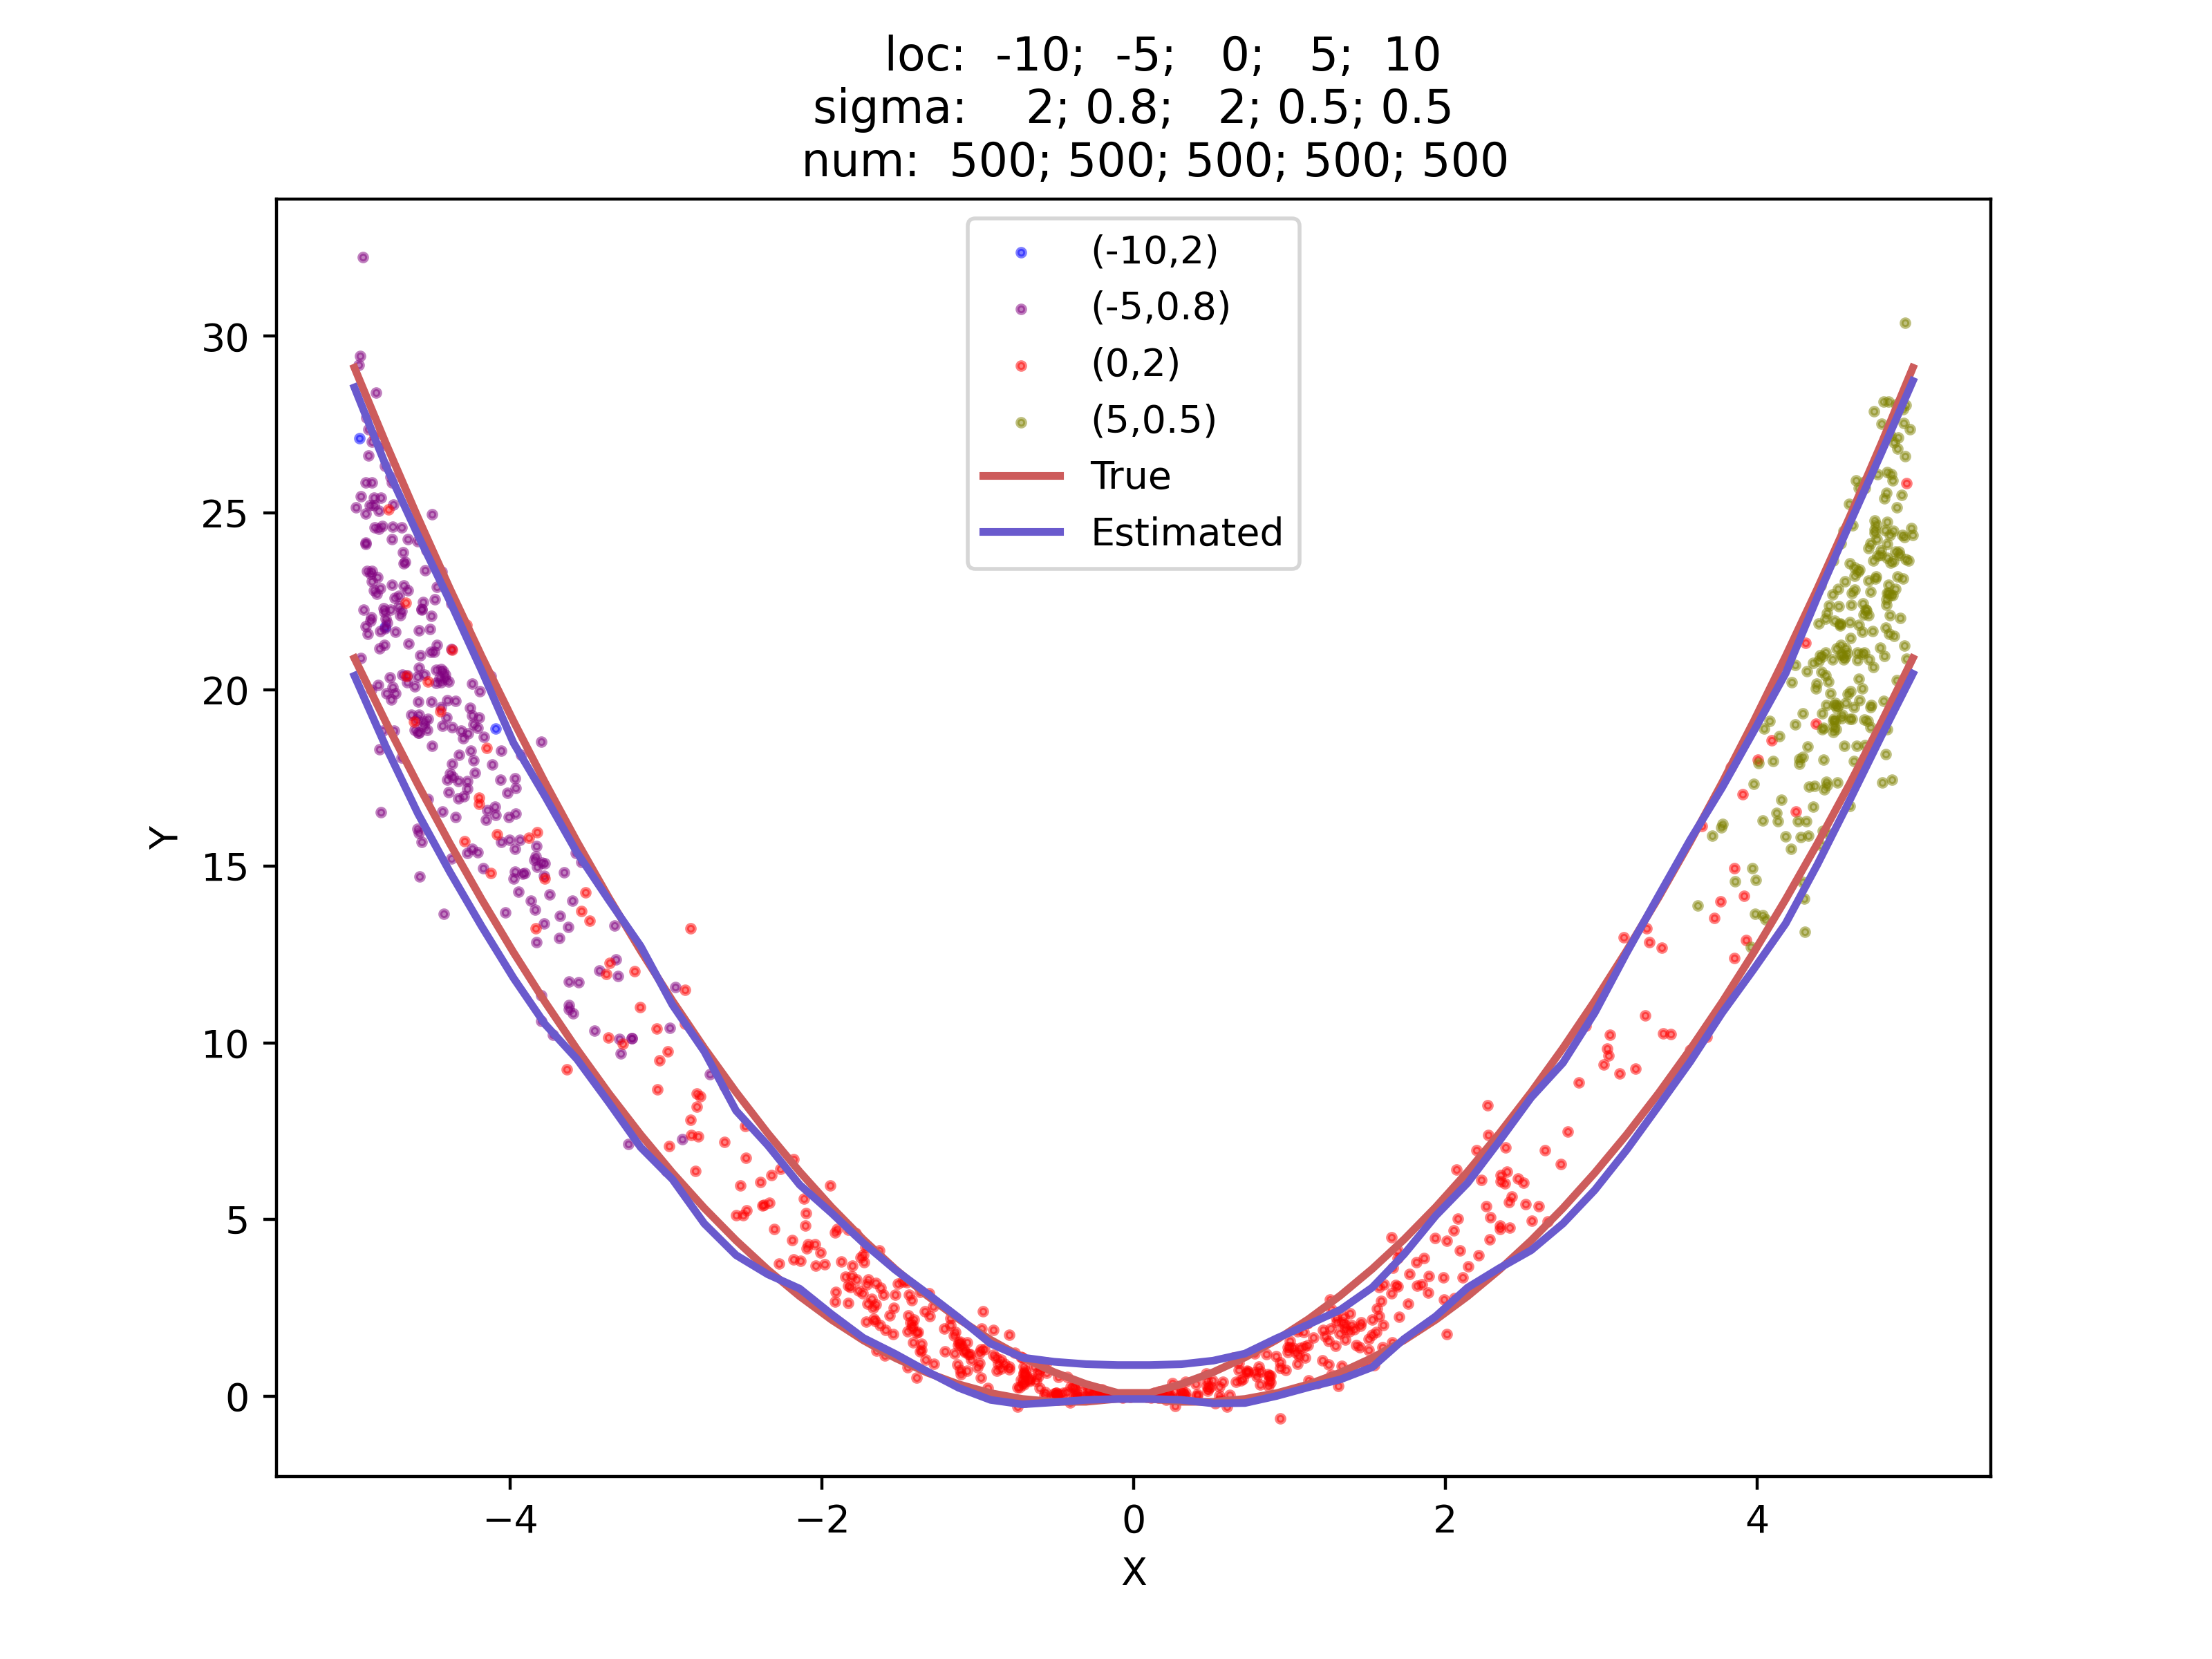 loc: -10; -5; 0; 5; 10
sigma: 2; 0.8; 2; 0.5; 0.5
num: 500; 500; 500; 500; 500
(-10,2)
(-5,0.8)
(0,2)
(5,0.5)
True
Estimated
30
25
20
15
10
5
0
Y
−4
−2
0
2
4
X